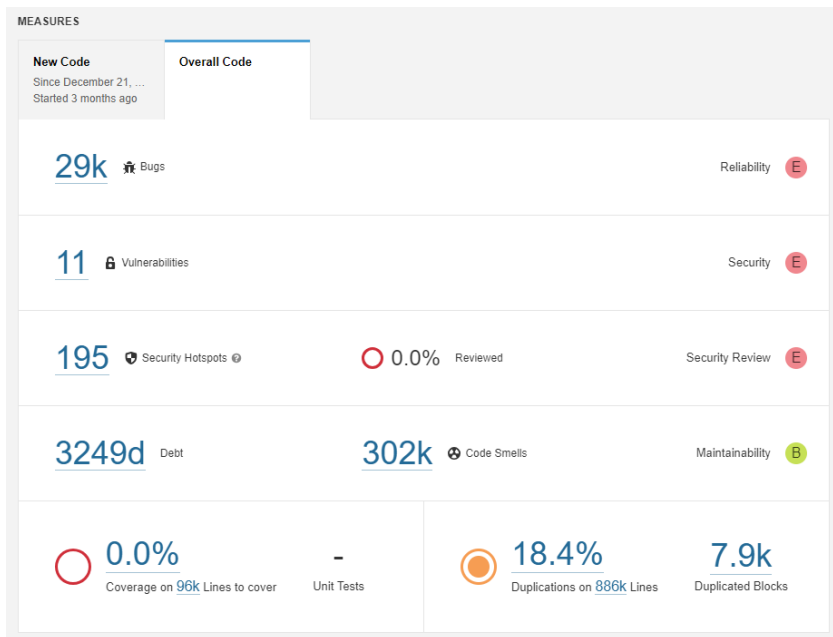 MEASURES
New Code
Since December 21, ...
Started 3 months ago
Overall Code
29k Bugs
Reliability E
11 Vulnerabilities
Security E
195 Security Hotspots ?
0.0% Reviewed
Security Review E
3249d Debt
302k Code Smells
Maintainability B
0.0%
Coverage on 96k Lines to cover
-
Unit Tests
18.4%
Duplications on 886k Lines
7.9k
Duplicated Blocks